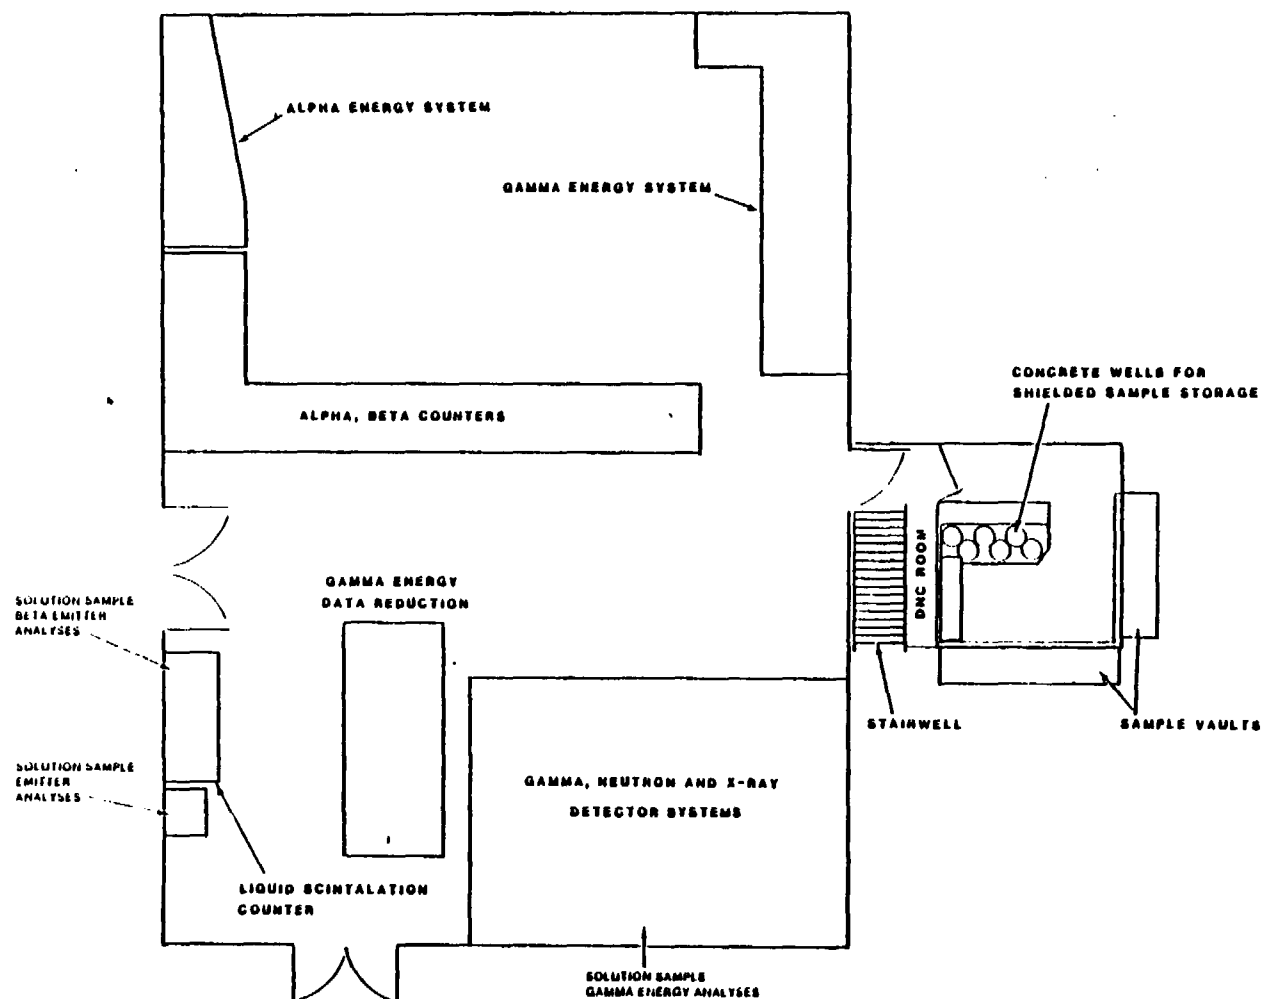 ALPHA ENERGY SYSTEM
GAMMA ENERGY SYSTEM
CONCRETE WELLS FOR
SHIELDED SAMPLE STORAGE
ALPHA, BETA COUNTERS
DNC ROOM
GAMMA ENERGY
DATA REDUCTION
SOLUTION SAMPLE
BETA EMITTER
ANALYSES
STAIRWELL
SAMPLE VAULTS
SOLUTION SAMPLE
EMITTER
ANALYSES
GAMMA, NEUTRON AND X-RAY
DETECTOR SYSTEMS
LIQUID SCINTALATION
COUNTER
SOLUTION SAMPLE
GAMMA ENERGY ANALYSES